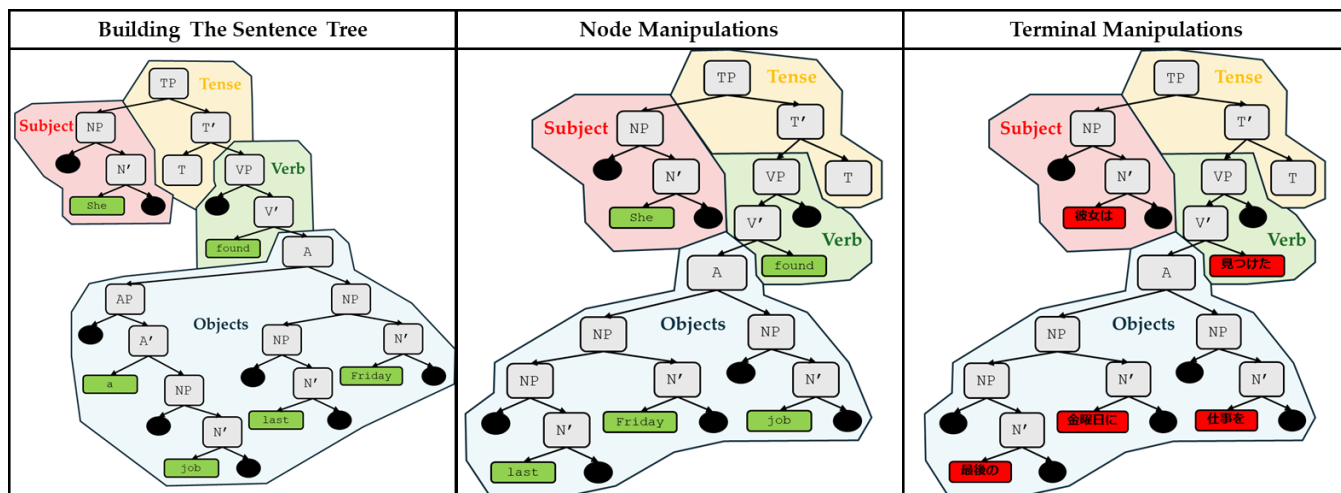 Building The Sentence Tree
TP
Tense
Subject
NP
T'
N'
T
VP
Verb
She
V'
found
A
AP
NP
Objects
A'
NP
N'
a
Friday
NP
N'
last
N'
job
Node Manipulations
TP
Tense
Subject
NP
T'
N'
VP
T
She
V'
Verb
found
A
Objects
NP
NP
NP
N'
N'
Friday
job
N'
last
Terminal Manipulations
TP
Tense
Subject
NP
T'
N'
VP
T
彼女は
V'
Verb
見つけた
A
Objects
NP
NP
NP
N'
N'
金曜日に
仕事を
N'
最後の